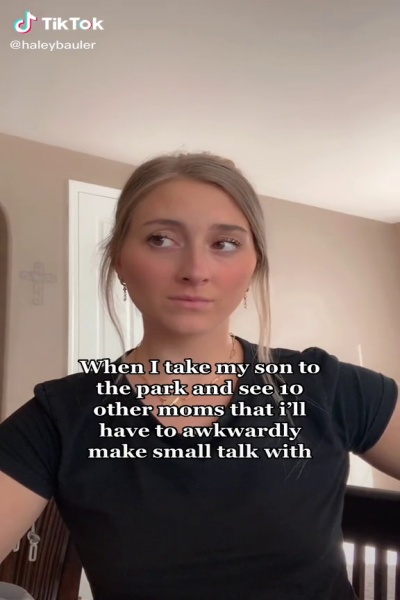 TikTok
@haleybauler
When I take my son to
the park and see 10
other moms that i'll
have to awkwardly
make small talk with